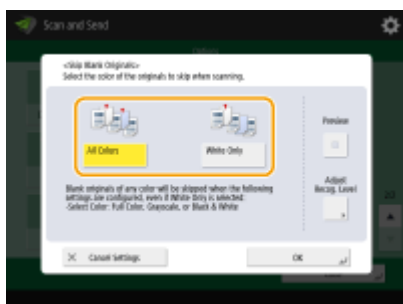 Scan and Send
<Skip Blank Originals>
Select the color of the originals to skip when scanning.
All Colors
White Only
Preview
Adjust
Recog. Level
Blank originals of any color will be skipped when the following
settings are configured, even if White Only is selected:
-Select Color: Full Color, Grayscale, or Black & White
Cancel Settings
OK